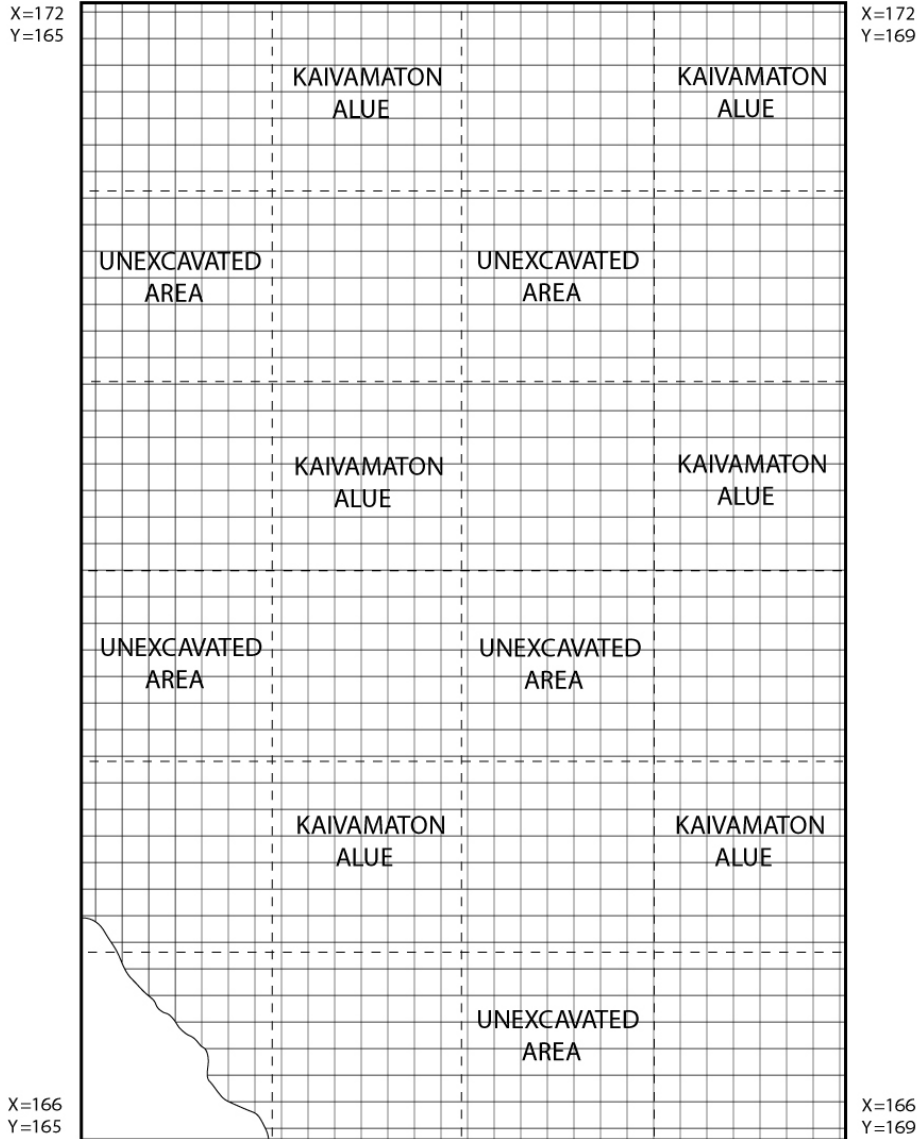 X=172
Y=165
X=172
Y=169
KAIVAMATON
ALUE
KAIVAMATON
ALUE
UNEXCAVATED
AREA
UNEXCAVATED
AREA
KAIVAMATON
ALUE
KAIVAMATON
ALUE
UNEXCAVATED
AREA
UNEXCAVATED
AREA
KAIVAMATON
ALUE
KAIVAMATON
ALUE
UNEXCAVATED
AREA
X=166
Y=165
X=166
Y=169